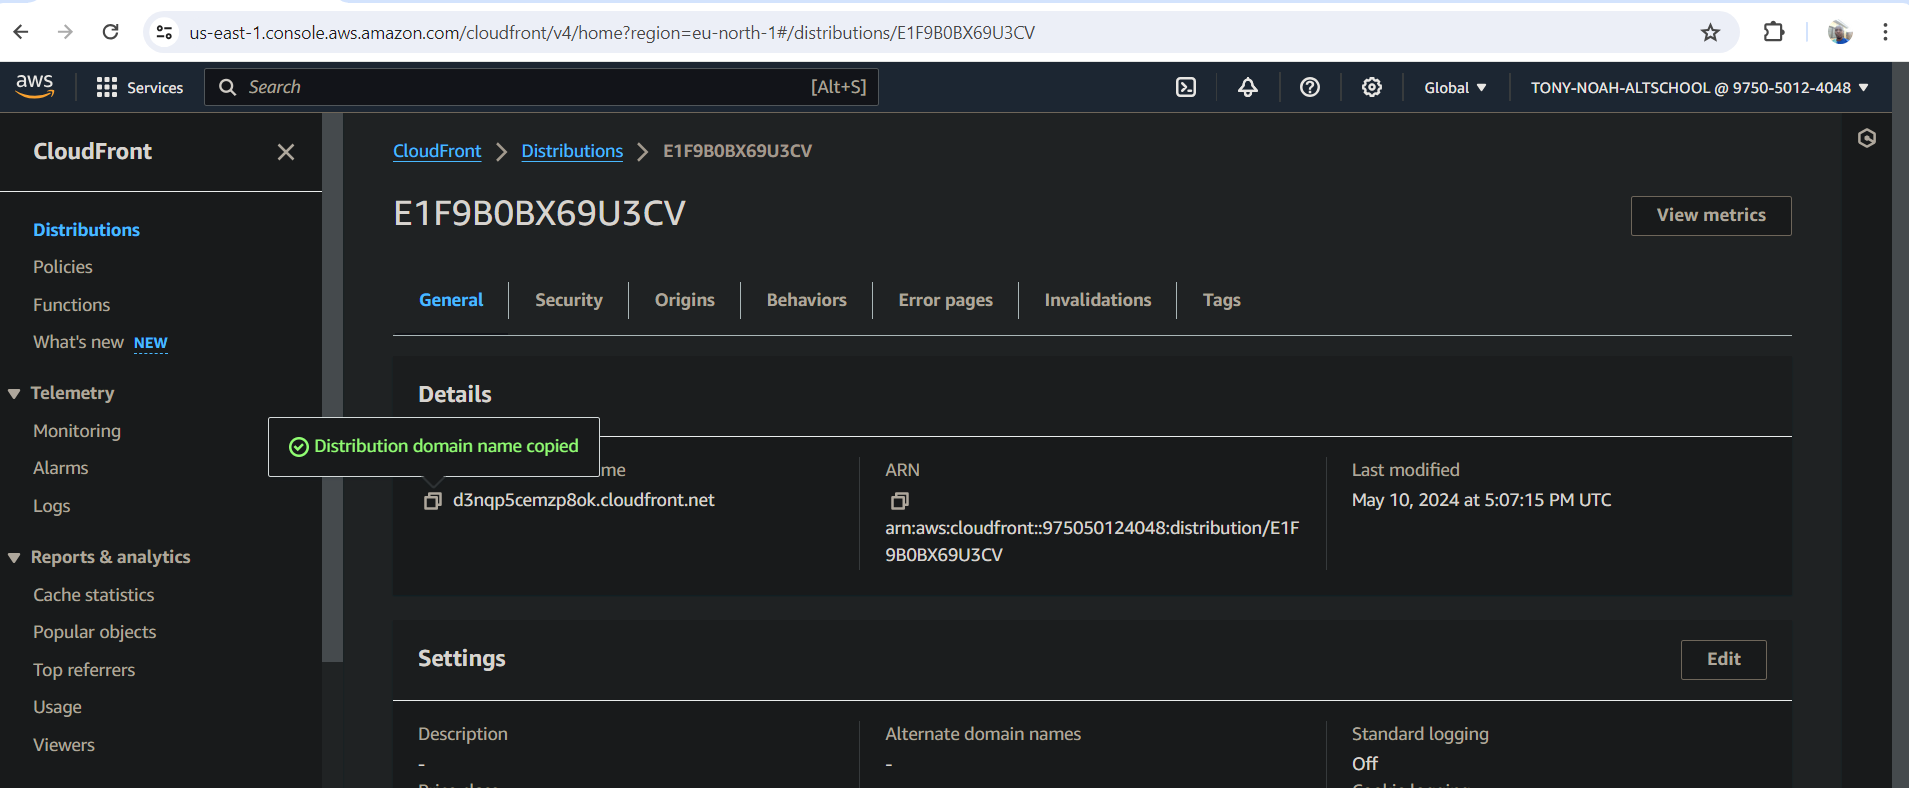 us-east-1.console.aws.amazon.com/cloudfront/v4/home?region=eu-north-1#/distributions/E1F9B0BX69U3CV
aws
Services
Search
[Alt+S]
Global
TONY-NOAH-ALTSCHOOL @ 9750-5012-4048
CloudFront
Distributions
Policies
Functions
What's new NEW
Telemetry
Monitoring
Alarms
Logs
Reports & analytics
Cache statistics
Popular objects
Top referrers
Usage
Viewers
CloudFront
Distributions
E1F9B0BX69U3CV
E1F9B0BX69U3CV
View metrics
General
Security
Origins
Behaviors
Error pages
Invalidations
Tags
Details
Distribution domain name copied
me
d3nqp5cemzp8ok.cloudfront.net
ARN
arn:aws:cloudfront::975050124048:distribution/E1F
9B0BX69U3CV
Last modified
May 10, 2024 at 5:07:15 PM UTC
Settings
Edit
Description
-
Alternate domain names
-
Standard logging
Off